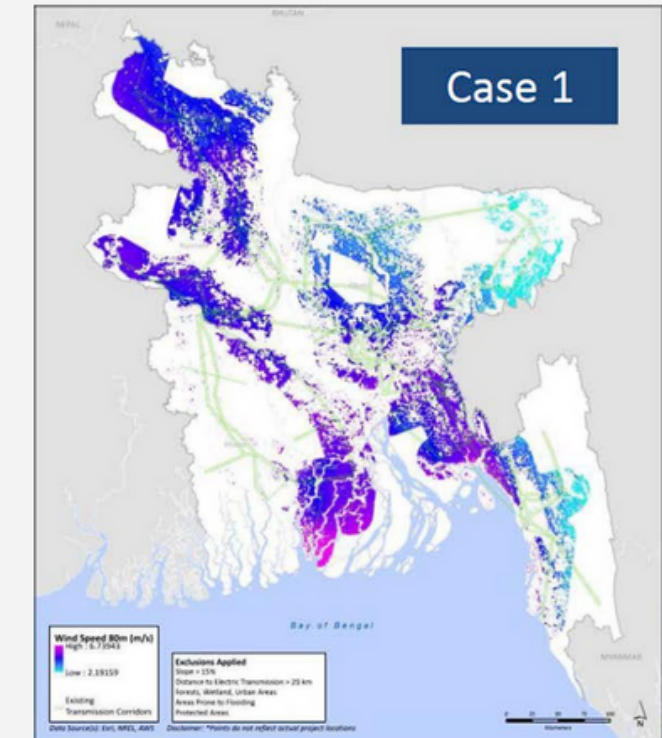 BHUTAN
NEPAL
Case 1
Bay of Bengal
MYANMAR
Wind Speed 80m (m/s)
High : 6.73943
Low : 2.19159
Existing
Transmission Corridors
Exclusions Applied
Slope > 15%
Distance to Electric Transmission > 25 km
Forests, Wetland, Urban Areas
Areas Prone to Flooding
Protected Areas
Data Source(s): Esri, NREL, AWS
Disclaimer: *Points do not reflect actual project locations
Kilometers
N